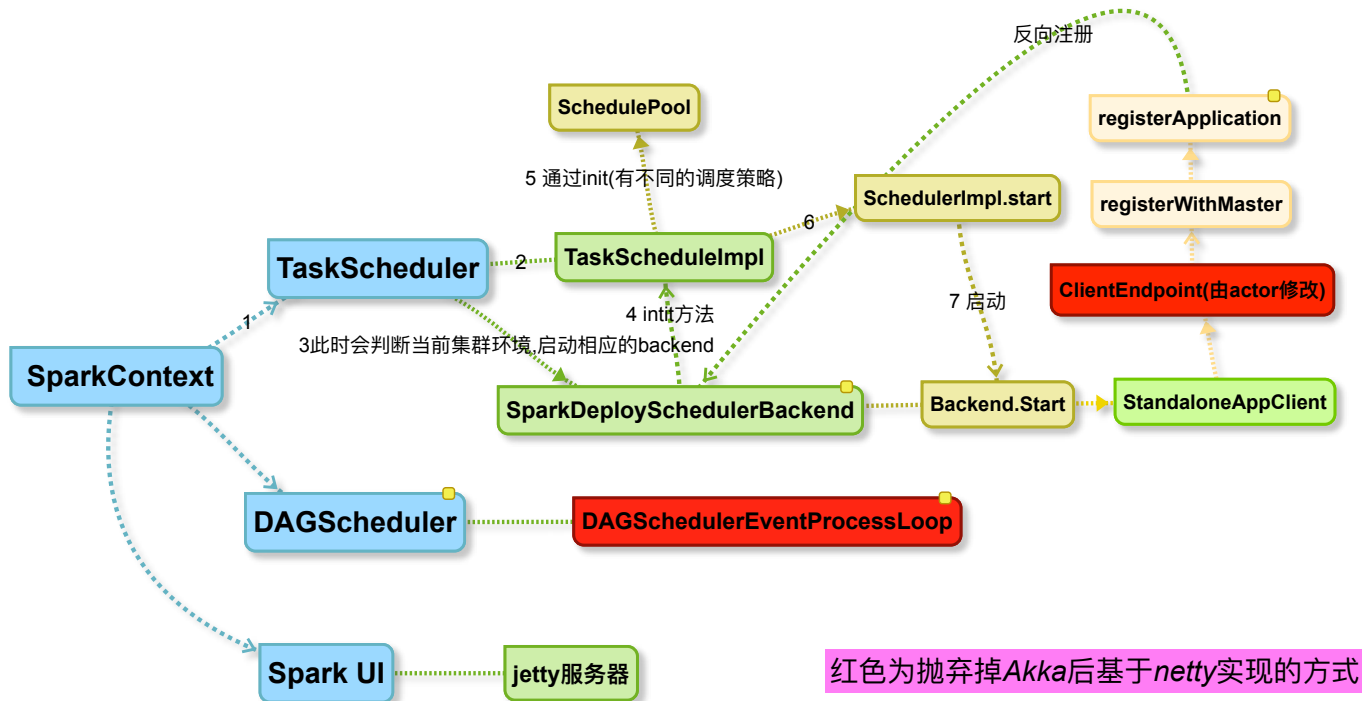 反向注册
SchedulePool
registerApplication
5 通过init(有不同的调度策略)
SchedulerImpl.start
registerWithMaster
6
TaskScheduler
2
TaskScheduleImpl
ClientEndpoint(由actor修改)
7 启动
4 intit方法
1
3此时会判断当前集群环境,启动相应的backend
SparkContext
SparkDeploySchedulerBackend
Backend.Start
StandaloneAppClient
DAGScheduler
DAGSchedulerEventProcessLoop
Spark UI
jetty服务器
红色为抛弃掉Akka后基于netty实现的方式